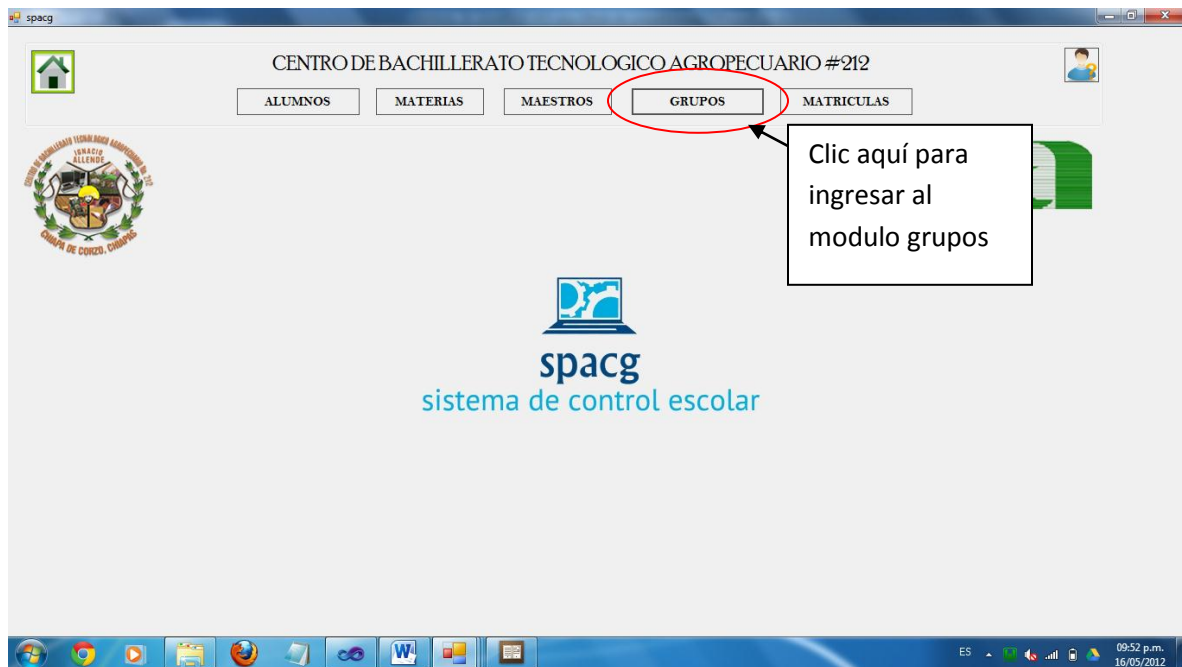 spacg
CENTRO DE BACHILLERATO TECNOLOGICO AGROPECUARIO #212
ALUMNOS MATERIAS MAESTROS GRUPOS MATRICULAS
IGNACIO
ALLENDE
CHIAPA DE CORZO, CHIAPAS
Clic aquí para
ingresar al
modulo grupos
spacg
sistema de control escolar
ES
09:52 p.m.
16/05/2012